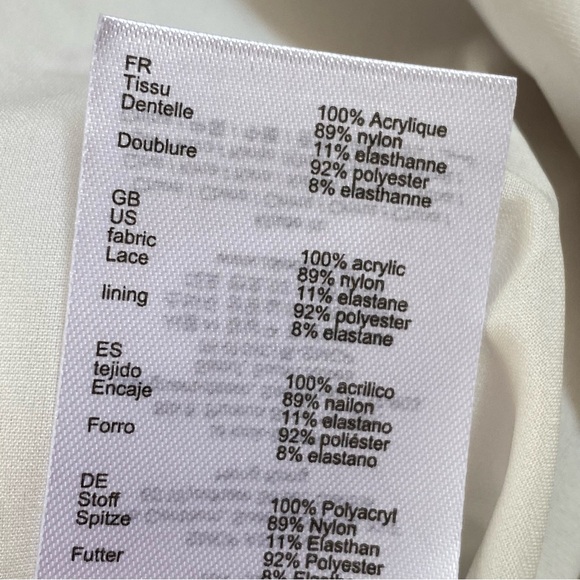 FR
Tissu 100% Acrylique
Dentelle 89% nylon
11% elasthanne
Doublure 92% polyester
8% elasthanne
GB
US
fabric 100% acrylic
Lace 89% nylon
11% elastane
lining 92% polyester
8% elastane
ES
tejido 100% acrilico
Encaje 89% nailon
11% elastano
Forro 92% poliéster
8% elastano
DE
Stoff 100% Polyacryl
Spitze 89% Nylon
11% Elasthan
Futter 92% Polyester
8%